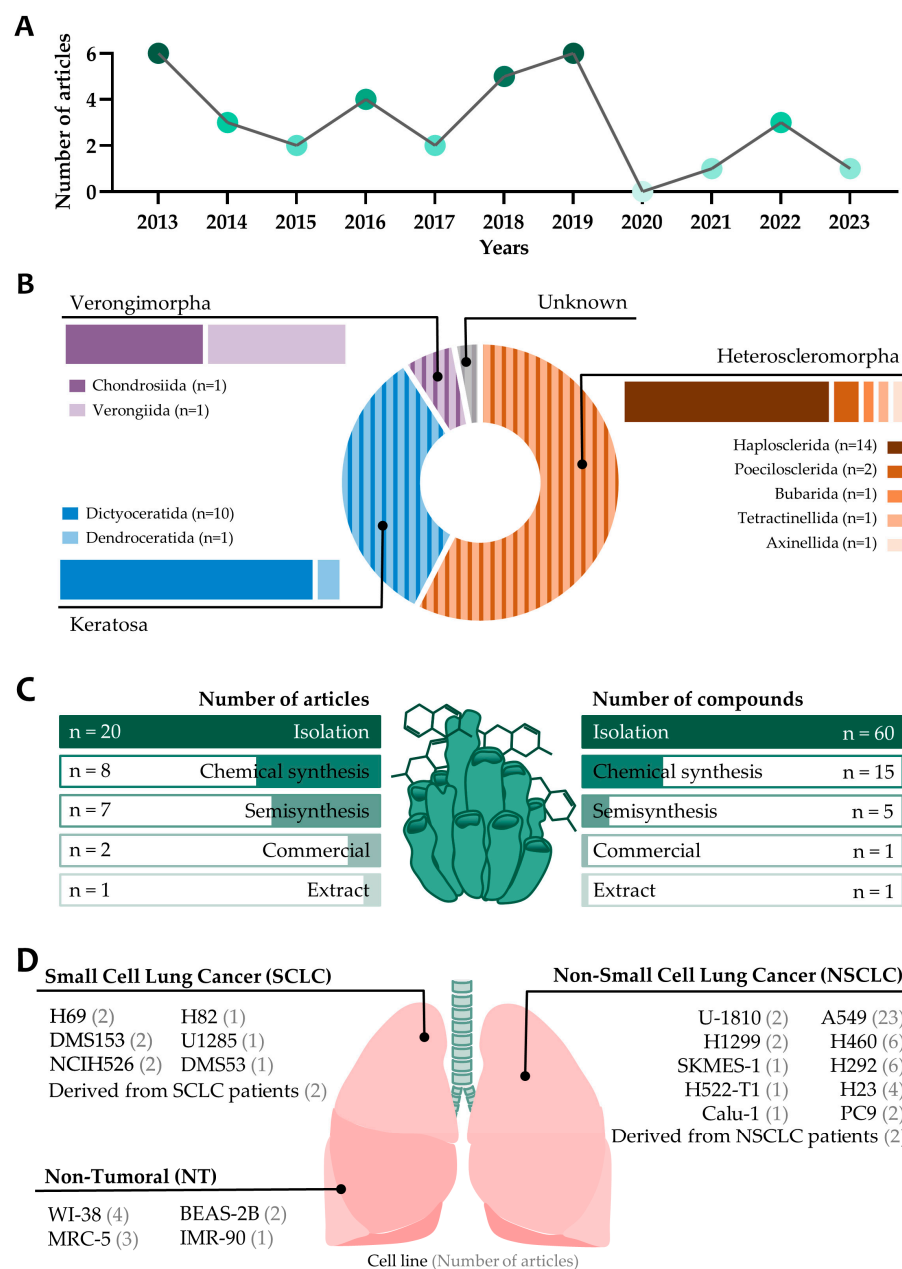 A
Number of articles
6
4
2
0
2013 2014 2015 2016 2017 2018 2019 2020 2021 2022 2023
Years
B
Verongimorpha
Unknown
Heteroscleromorpha
Chondrosiida (n=1)
Verongiida (n=1)
Haplosclerida (n=14)
Poecilosclerida (n=2)
Bubarida (n=1)
Tetractinellida (n=1)
Axinellida (n=1)
Dictyoceratida (n=10)
Dendroceratida (n=1)
Keratosa
C
Number of articles
n = 20 Isolation
n = 8 Chemical synthesis
n = 7 Semisynthesis
n = 2 Commercial
n = 1 Extract
Number of compounds
Isolation n = 60
Chemical synthesis n = 15
Semisynthesis n = 5
Commercial n = 1
Extract n = 1
D
Small Cell Lung Cancer (SCLC)
H69 (2) H82 (1)
DMS153 (2) U1285 (1)
NCIH526 (2) DMS53 (1)
Derived from SCLC patients (2)
Non-Small Cell Lung Cancer (NSCLC)
U-1810 (2) A549 (23)
H1299 (2) H460 (6)
SKMES-1 (1) H292 (6)
H522-T1 (1) H23 (4)
Calu-1 (1) PC9 (2)
Derived from NSCLC patients (2)
Non-Tumoral (NT)
WI-38 (4) BEAS-2B (2)
MRC-5 (3) IMR-90 (1)
Cell line (Number of articles)